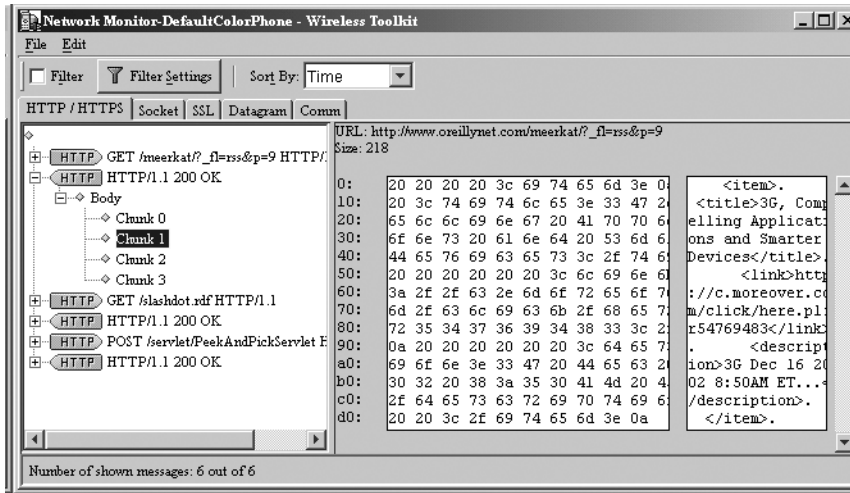 Network Monitor-DefaultColorPhone - Wireless Toolkit
File Edit
Filter Filter Settings Sort By: Time
HTTP / HTTPS Socket SSL Datagram Comm
HTTP GET /meerkat/?_fl=rss&p=9 HTTP/
HTTP HTTP/1.1 200 OK
Body
Chunk 0
Chunk 1
Chunk 2
Chunk 3
HTTP GET /slashdot.rdf HTTP/1.1
HTTP HTTP/1.1 200 OK
HTTP POST /servlet/PeekAndPickServlet
HTTP HTTP/1.1 200 OK
URL: http://www.oreillynet.com/meerkat/?_fl=rss&p=9
Size: 218
0: 20 20 20 20 3c 69 74 65 6d 3e <item>.
10: 20 3c 74 69 74 6c 65 3e 33 47 <title>3G, Comp
20: 65 6c 6c 69 6e 67 20 41 70 70 elling Applicat
30: 6f 6e 73 20 61 6e 64 20 53 6d ons and Smarter
40: 44 65 76 69 63 65 73 3c 2f 74 Devices</title>.
50: 20 20 20 20 20 20 3c 6c 69 6e <link>http
60: 3a 2f 2f 63 2e 6d 6f 72 65 6f ://c.moreover.co
70: 6d 2f 63 6c 69 63 6b 2f 68 65 m/click/here.pl
80: 72 35 34 37 36 39 34 38 33 3c r54769483</link>
90: 0a 20 20 20 20 20 20 3c 64 65 . <descript
a0: 69 6f 6e 3e 33 47 20 44 65 63 ion>3G Dec 16 20
b0: 30 32 20 38 3a 35 30 41 4d 20 02 8:50AM ET...
c0: 2f 64 65 73 63 72 69 70 74 69 /description>.
d0: 20 20 3c 2f 69 74 65 6d 3e 0a </item>.
Number of shown messages: 6 out of 6